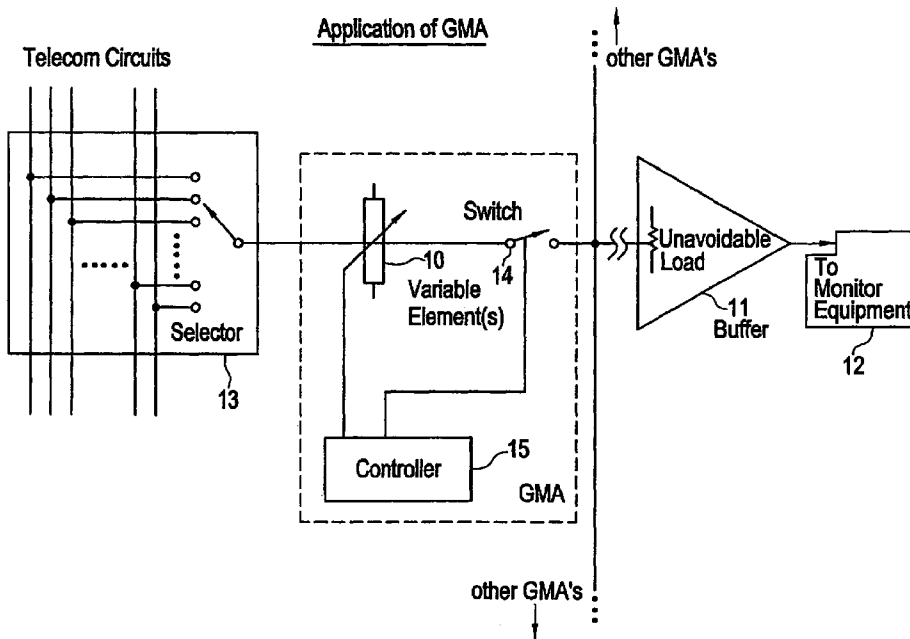 Application of GMA
Telecom Circuits
other GMA's
Switch
14
10
Variable
Element(s)
Selector
13
Unavoidable
Load
11
Buffer
To
Monitor
Equipment
12
Controller
15
GMA
other GMA's